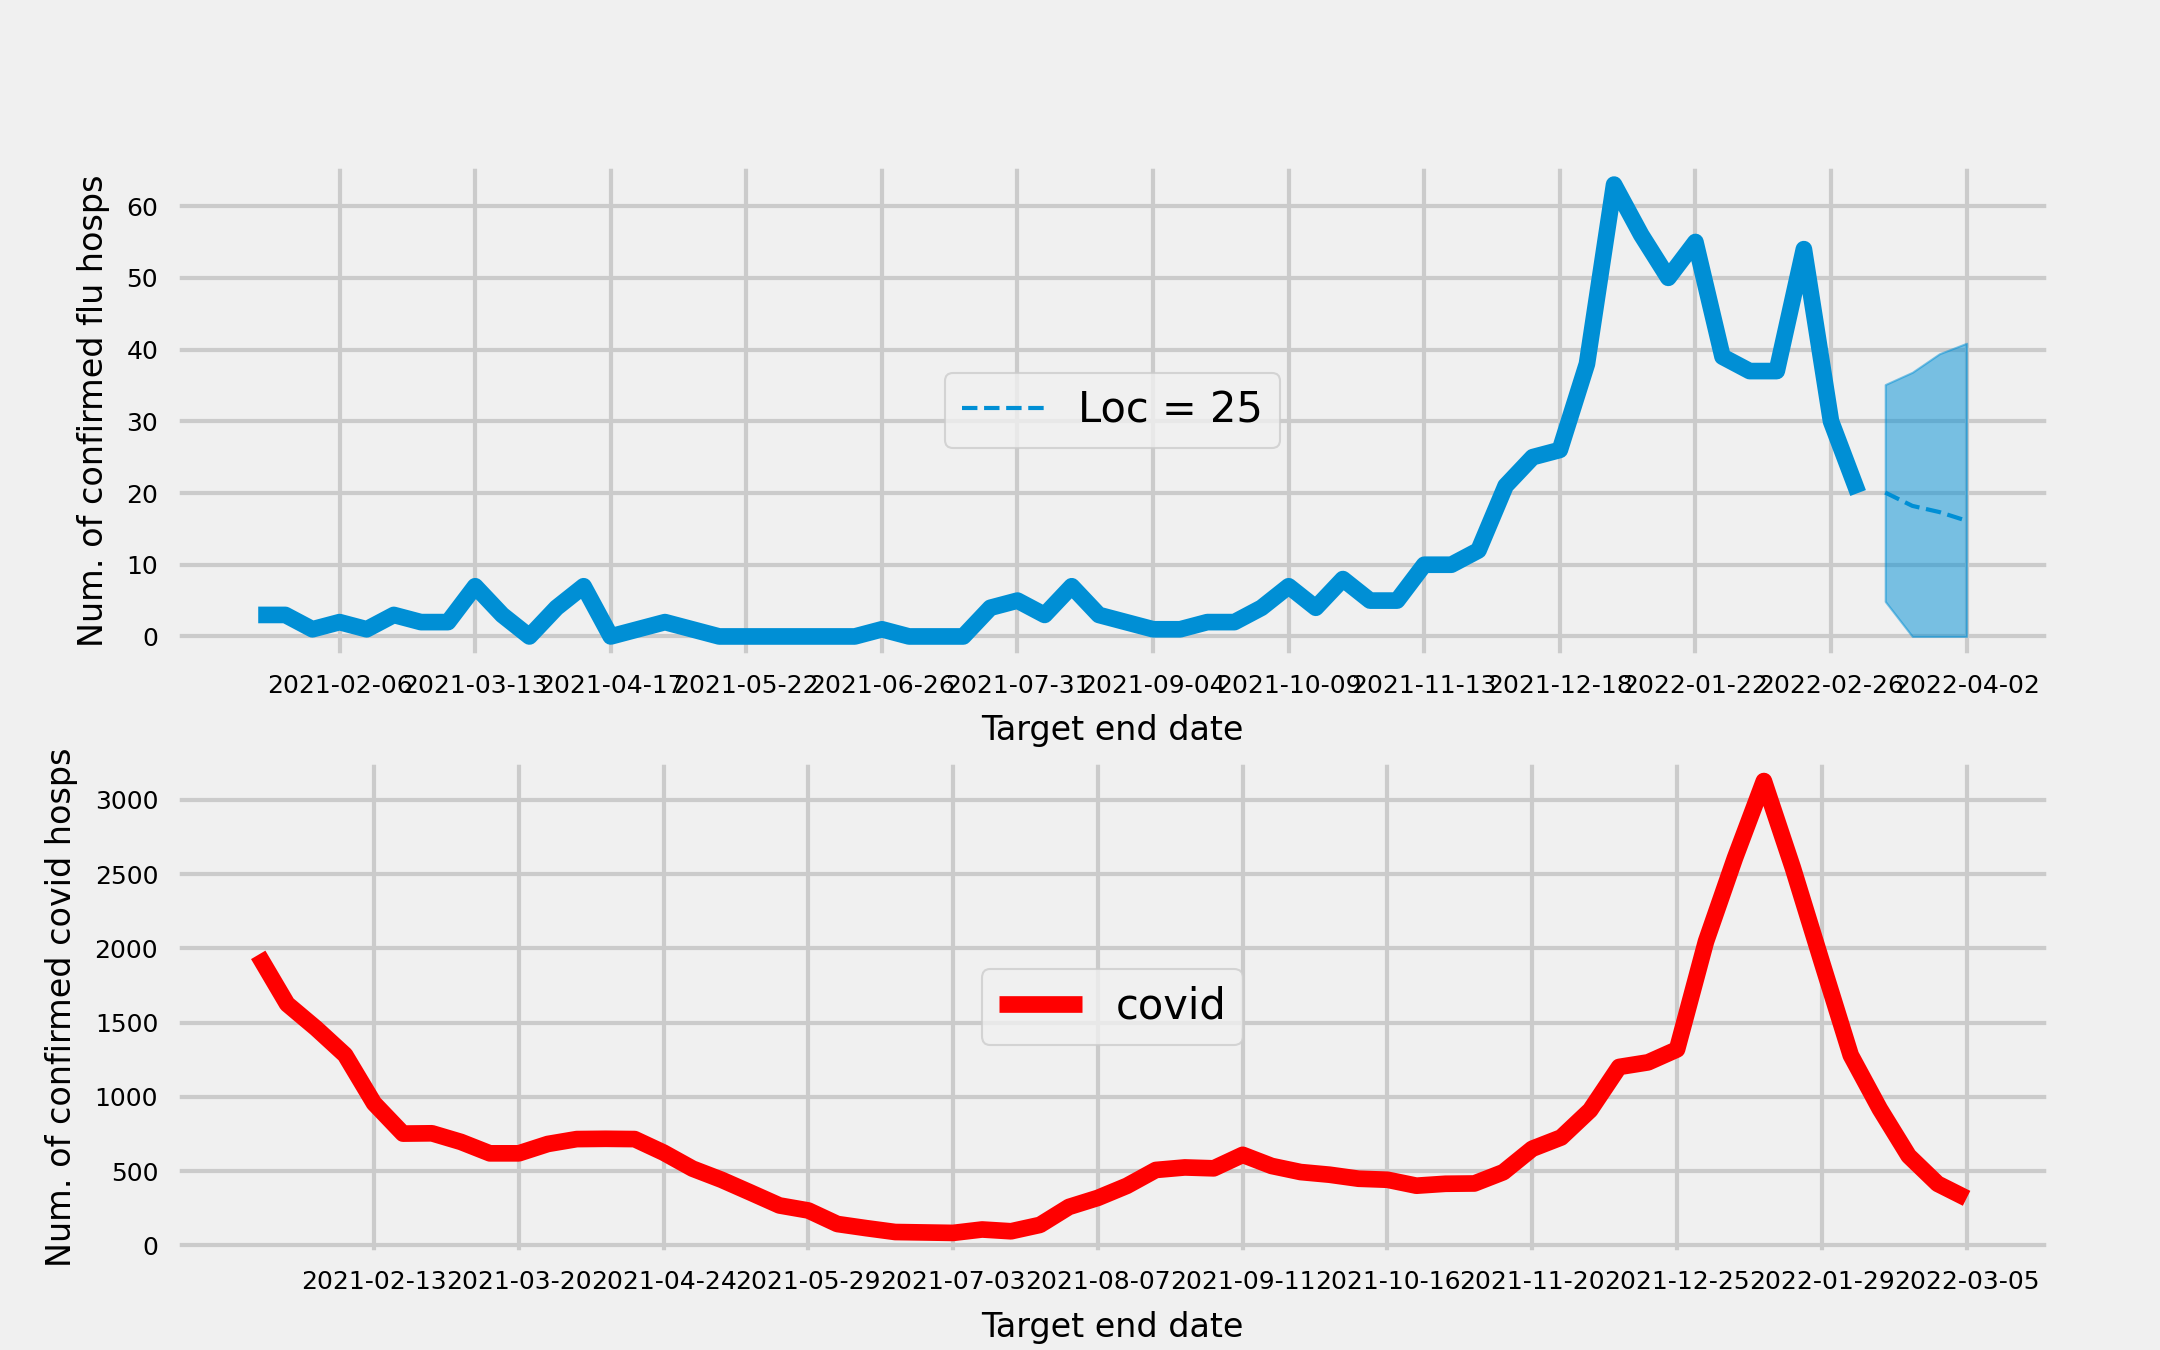 Num. of confirmed flu hosps
60
50
40
30
20
10
0
Loc = 25
2021-02-06 2021-03-13 2021-04-17 2021-05-22 2021-06-26 2021-07-31 2021-09-04 2021-10-09 2021-11-13 2021-12-18 2022-01-22 2022-02-26 2022-04-02
Target end date
Num. of confirmed covid hosps
3000
2500
2000
1500
1000
500
0
covid
2021-02-13 2021-03-20 2021-04-24 2021-05-29 2021-07-03 2021-08-07 2021-09-11 2021-10-16 2021-11-20 2021-12-25 2022-01-29 2022-03-05
Target end date